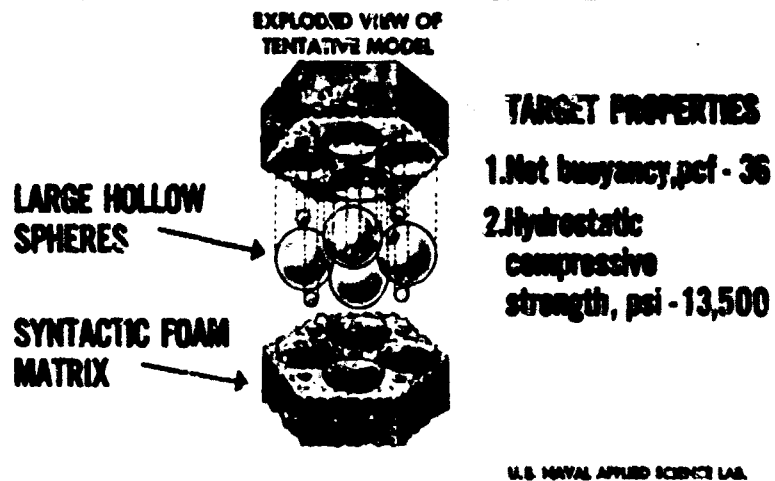 EXPLODED VIEW OF
TENTATIVE MODEL
TARGET PROPERTIES
1.Net buoyancy,pcf - 36
2.Hydrostatic
compressive
strength, psi -13,500
LARGE HOLLOW
SPHERES
SYNTACTIC FOAM
MATRIX
U.S. NAVAL APPLIED SCIENCE LAB.